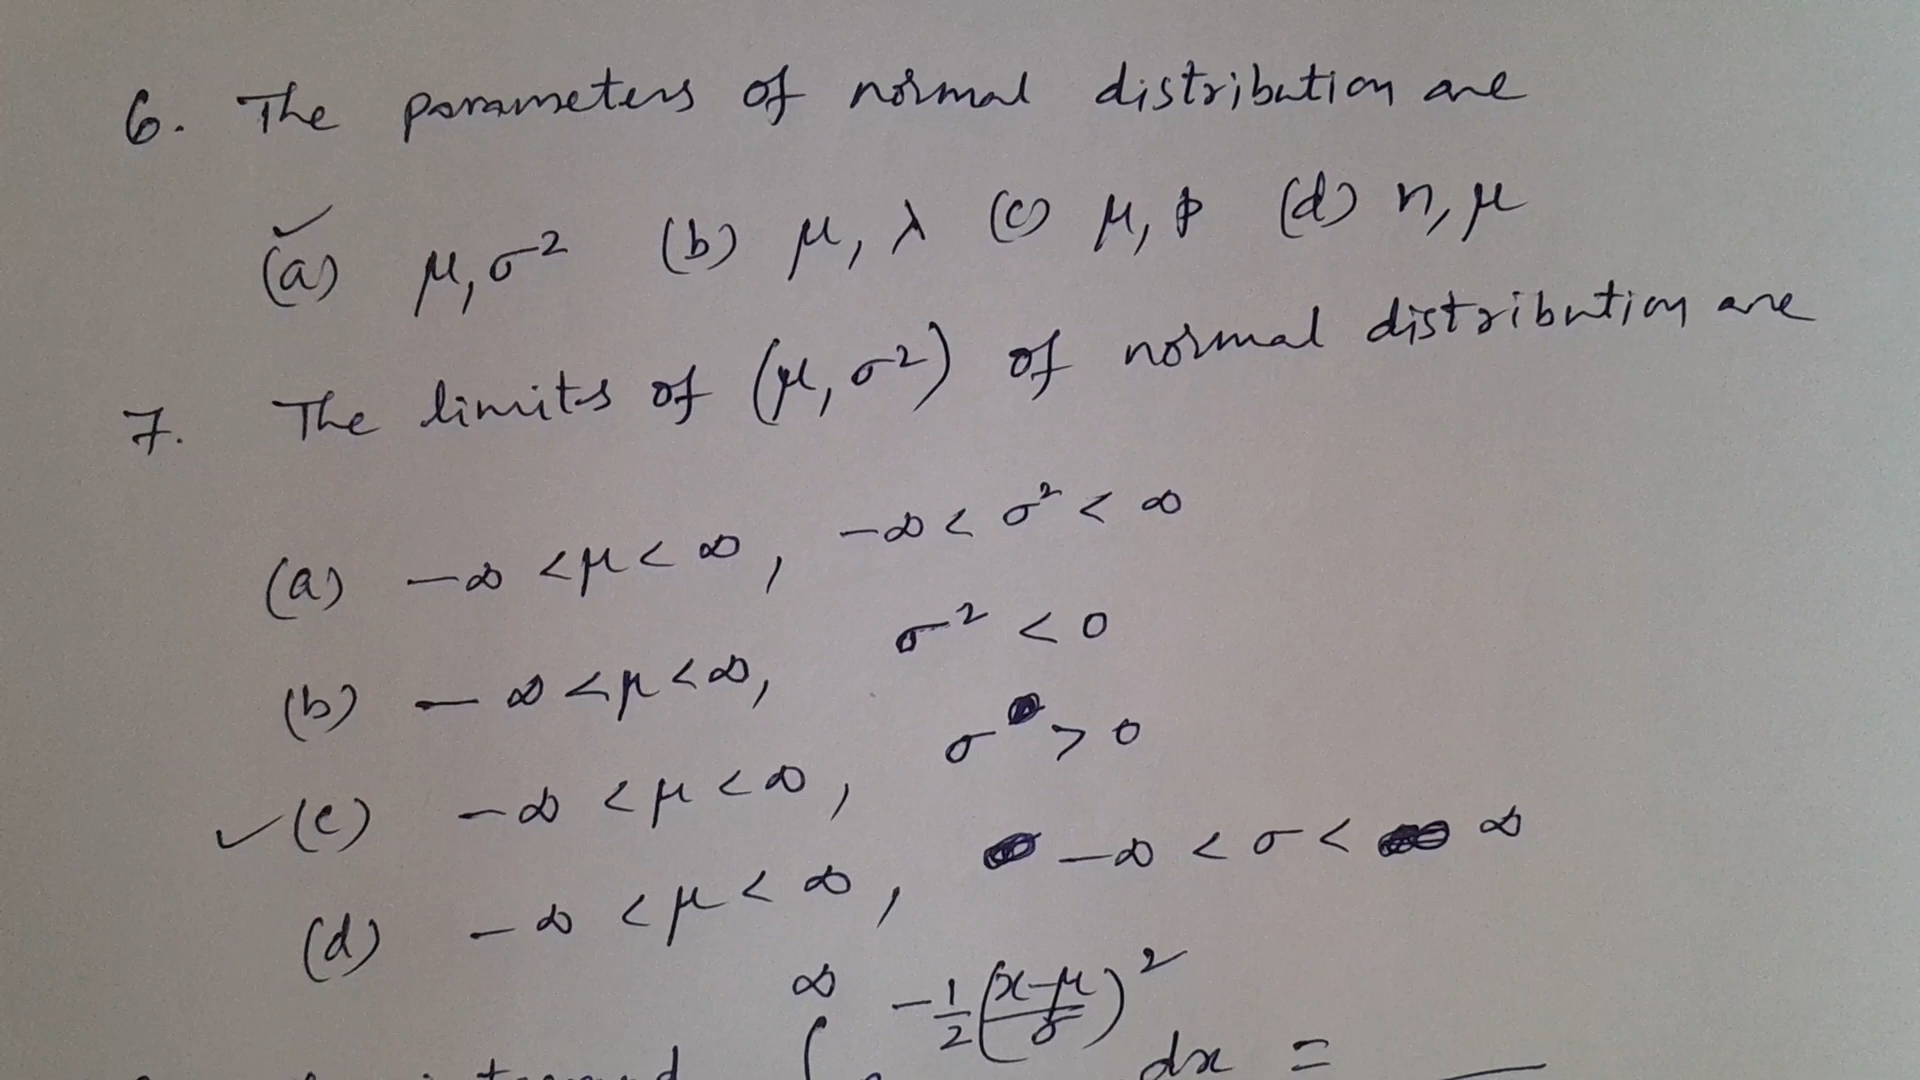 6. The parameters of normal distribution are
(a) μ, σ² (b) μ, λ (c) μ, p (d) n, μ
7. The limits of (μ, σ²) of normal distribution are
(a) -∞ < μ < ∞, -∞ < σ² < ∞
(b) -∞ < μ < ∞, σ² < 0
(c) -∞ < μ < ∞, σ > 0
(d) -∞ < μ < ∞, -∞ < σ < ∞
∫ ∞ e -1/2 (x-μ/σ)² dx =